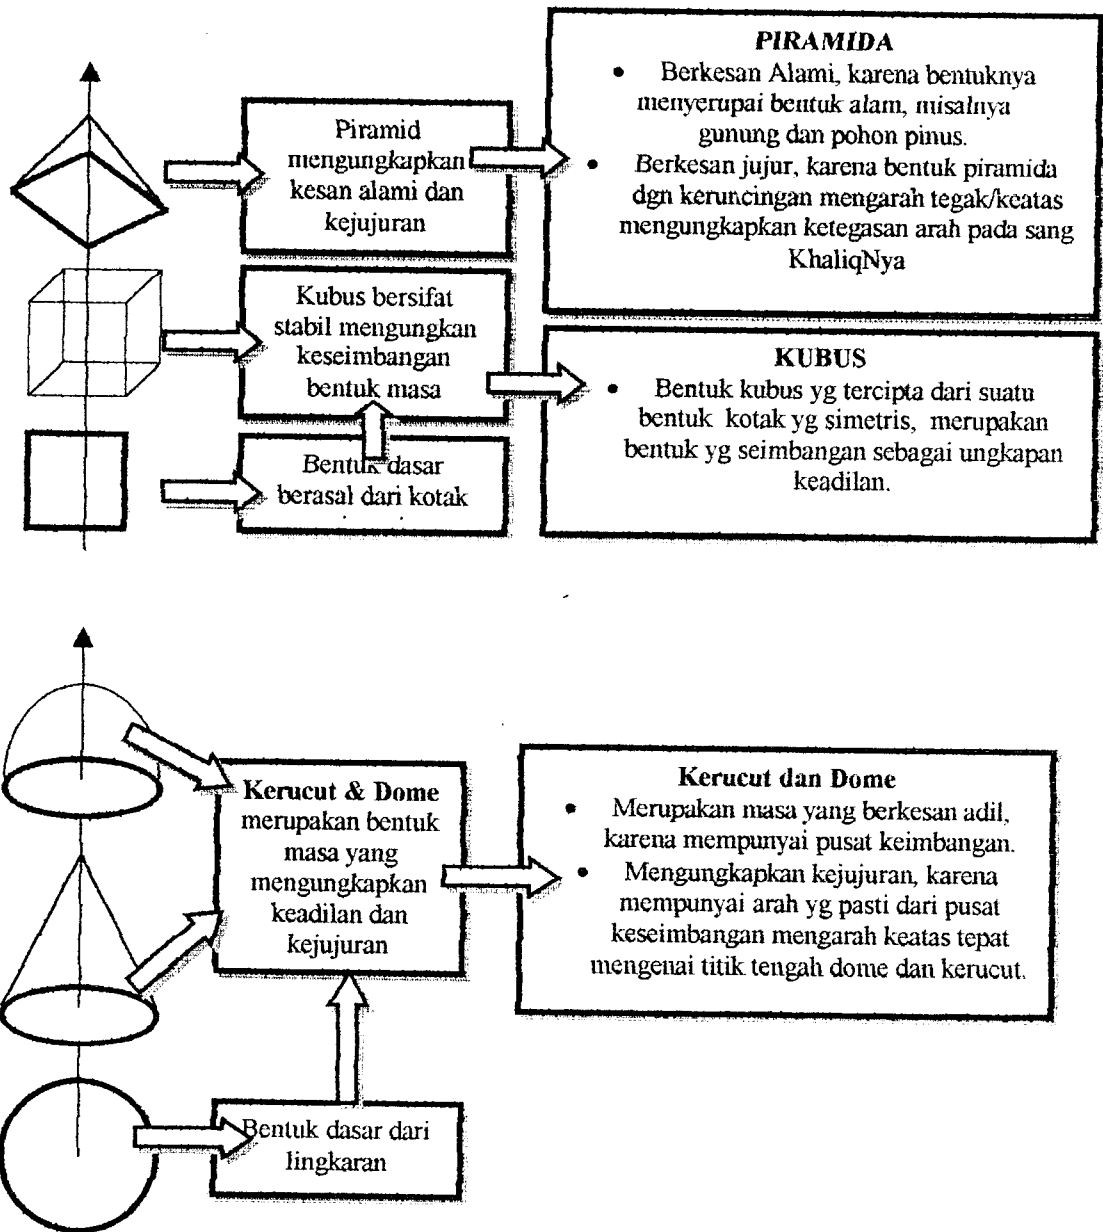 Piramid
mengungkapkan
kesan alami dan
kejujuran
PIRAMIDA
• Berkesan Alami, karena bentuknya
menyerupai bentuk alam, misalnya
gunung dan pohon pinus.
• Berkesan jujur, karena bentuk piramida
dgn keruncingan mengarah tegak/keatas
mengungkapkan ketegasan arah pada sang
KhaliqNya
Kubus bersifat
stabil mengungkan
keseimbangan
bentuk masa
KUBUS
• Bentuk kubus yg tercipta dari suatu
bentuk kotak yg simetris, merupakan
bentuk yg seimbangan sebagai ungkapan
keadilan.
Bentuk dasar
berasal dari kotak
Kerucut & Dome
merupakan bentuk
masa yang
mengungkapkan
keadilan dan
kejujuran
Kerucut dan Dome
• Merupakan masa yang berkesan adil,
karena mempunyai pusat keimbangan.
• Mengungkapkan kejujuran, karena
mempunyai arah yg pasti dari pusat
keseimbangan mengarah keatas tepat
mengenai titik tengah dome dan kerucut.
Bentuk dasar dari
lingkaran